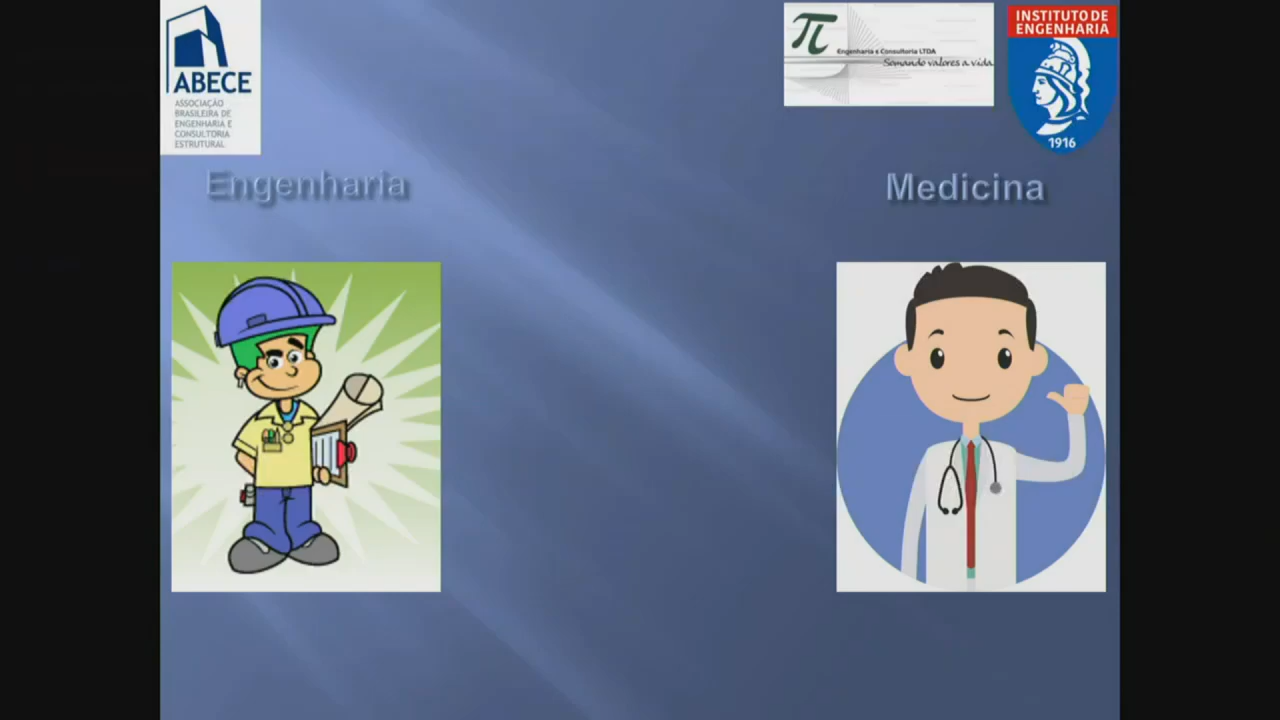 ABECE
ASSOCIAÇÃO
BRASILEIRA DE
ENGENHARIA E
CONSULTORIA
ESTRUTURAL
π
Engenharia e Consultoria LTDA
Somando valores a vida.
INSTITUTO DE
ENGENHARIA
1916
Engenharia
Medicina